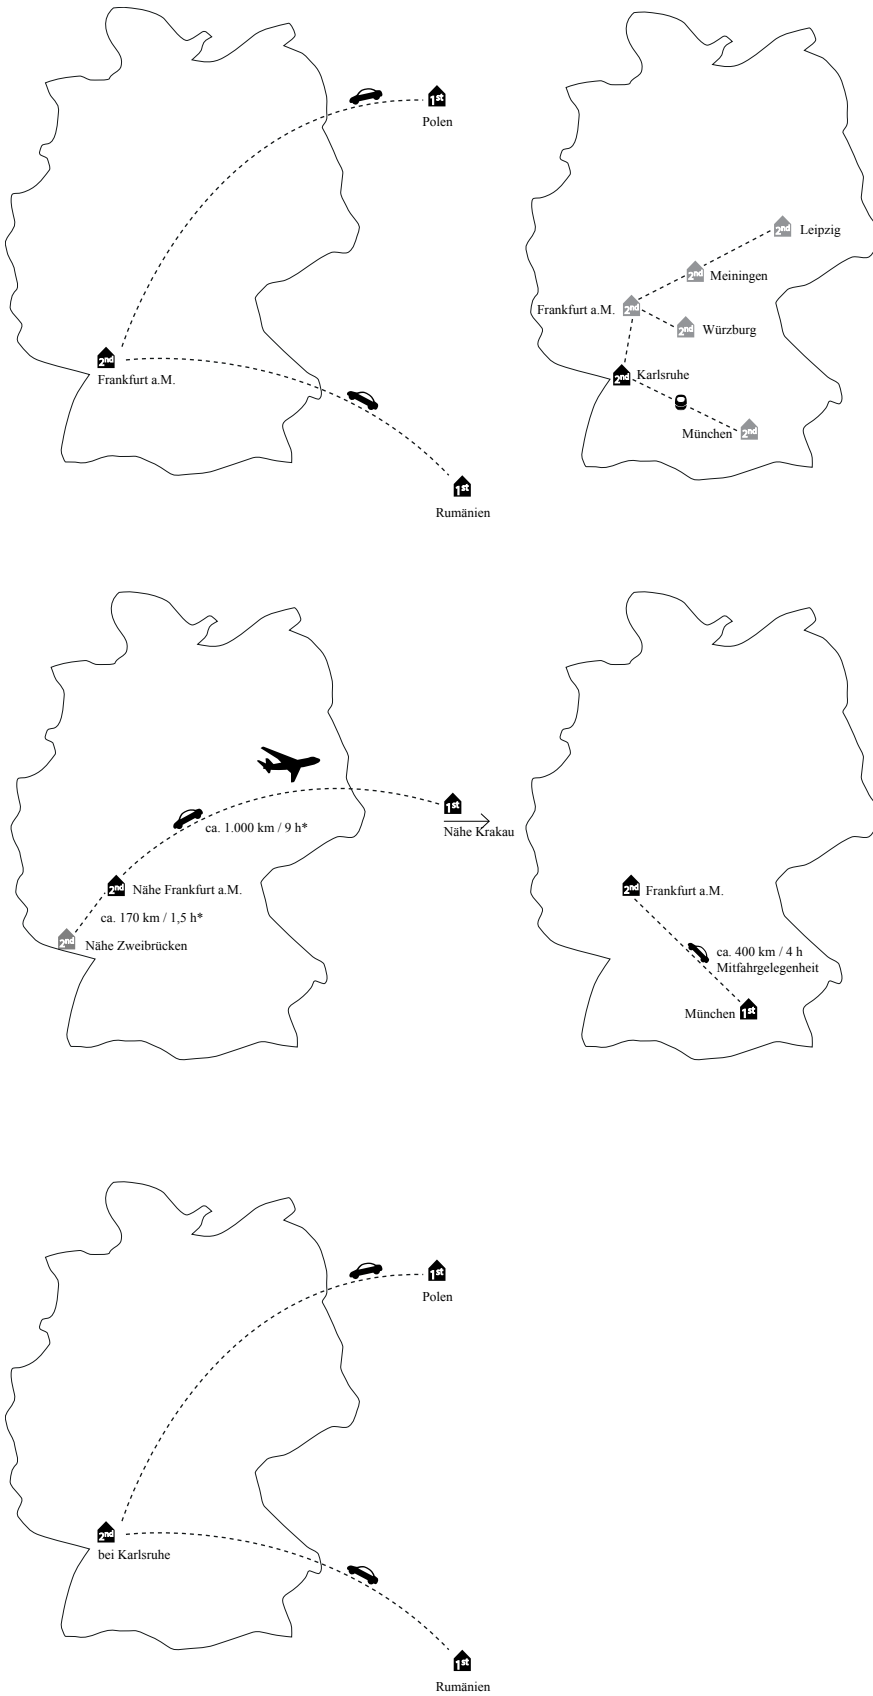 1st
Polen
2nd
Frankfurt a.M.
1st
Rumänien
2nd
Leipzig
2nd
Meiningen
Frankfurt a.M.
2nd
2nd
Würzburg
2nd
Karlsruhe
München
2nd
1st
Nähe Krakau
ca. 1.000 km / 9 h*
2nd
Nähe Frankfurt a.M.
ca. 170 km / 1,5 h*
2nd
Nähe Zweibrücken
2nd
Frankfurt a.M.
ca. 400 km / 4 h
Mitfahrgelegenheit
München
1st
1st
Polen
2nd
bei Karlsruhe
1st
Rumänien